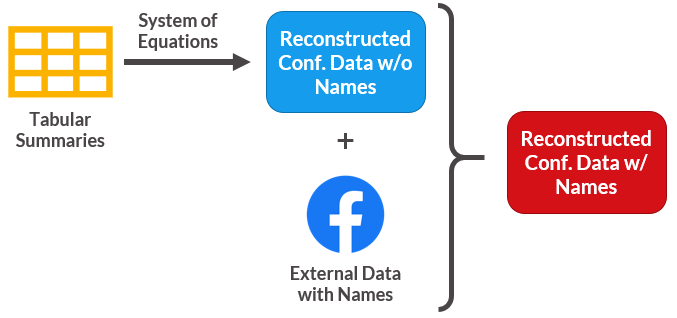 System of
Equations
Tabular
Summaries
Reconstructed
Conf. Data w/o
Names
+
External Data
with Names
Reconstructed
Conf. Data w/
Names